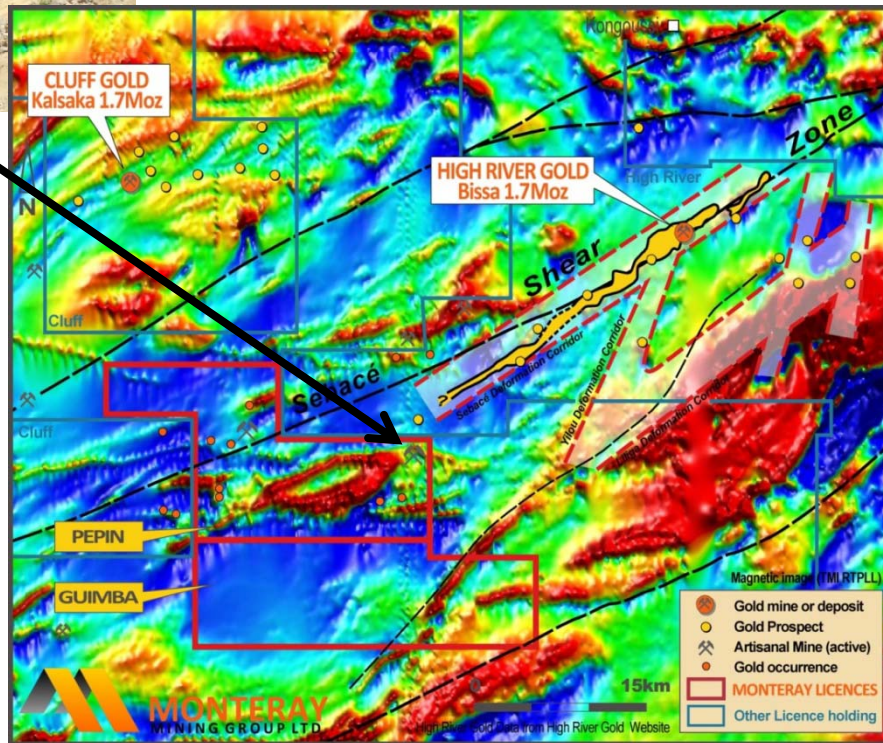 Kongoussi
CLUFF GOLD
Kalsaka 1.7Moz
HIGH RIVER GOLD
Bissa 1.7Moz
High River
Zone
N
Shear
Cluff
Sebacé
Sebacé Deformation Corridor
Yilou Deformation Corridor
Deformation Corridor
Cluff
PEPIN
GUIMBA
Magnetic image (TMI RTPLL)
Gold mine or deposit
Gold Prospect
Artisanal Mine (active)
Gold occurrence
MONTERAY LICENCES
Other Licence holding
MONTERAY
MINING GROUP LTD
0
15km
High River Gold Data from High River Gold Website